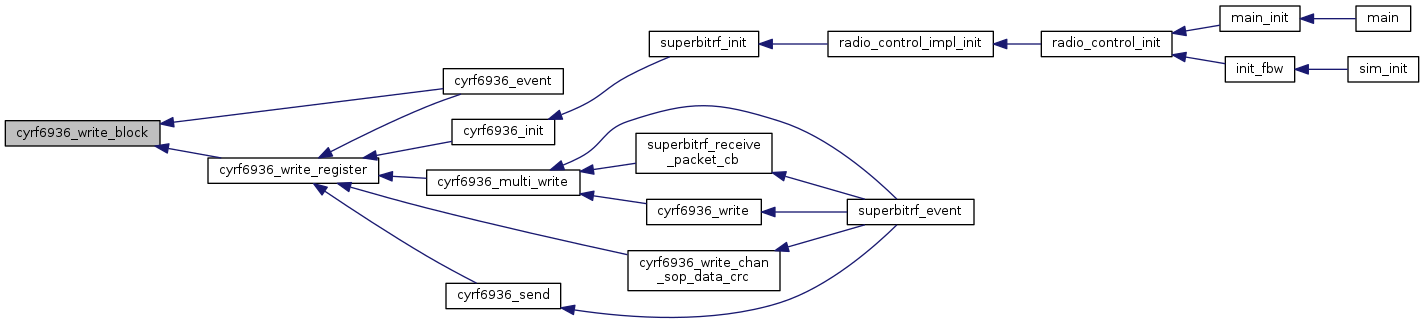 cyrf6936_write_block
cyrf6936_event
cyrf6936_write_register
cyrf6936_init
cyrf6936_multi_write
cyrf6936_send
superbitrf_init
superbitrf_receive
_packet_cb
cyrf6936_write
cyrf6936_write_chan
_sop_data_crc
radio_control_impl_init
superbitrf_event
radio_control_init
main_init
init_fbw
main
sim_init